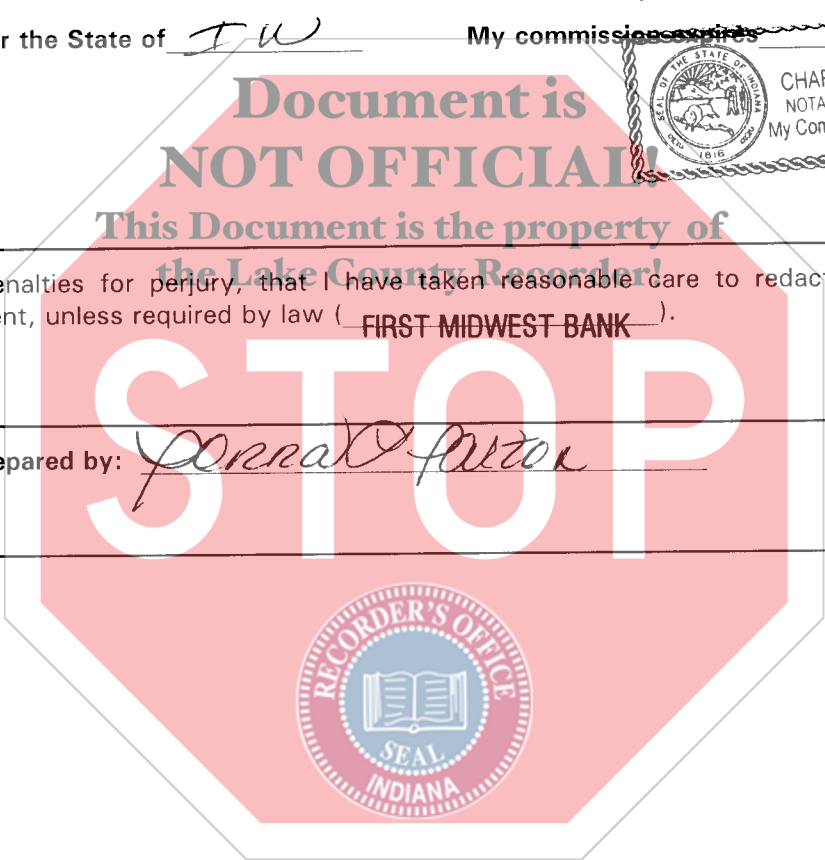 r the State of IN My commission expires
SEAL OF THE STATE OF INDIANA
1816
CHAR
NOTA
My Com
Document is
NOT OFFICIAL!
This Document is the property of
the Lake County Recorder!
enalties for perjury, that I have taken reasonable care to redact
ent, unless required by law ( FIRST MIDWEST BANK ).
STOP
epared by:
RECORDER'S OFFICE
SEAL
INDIANA